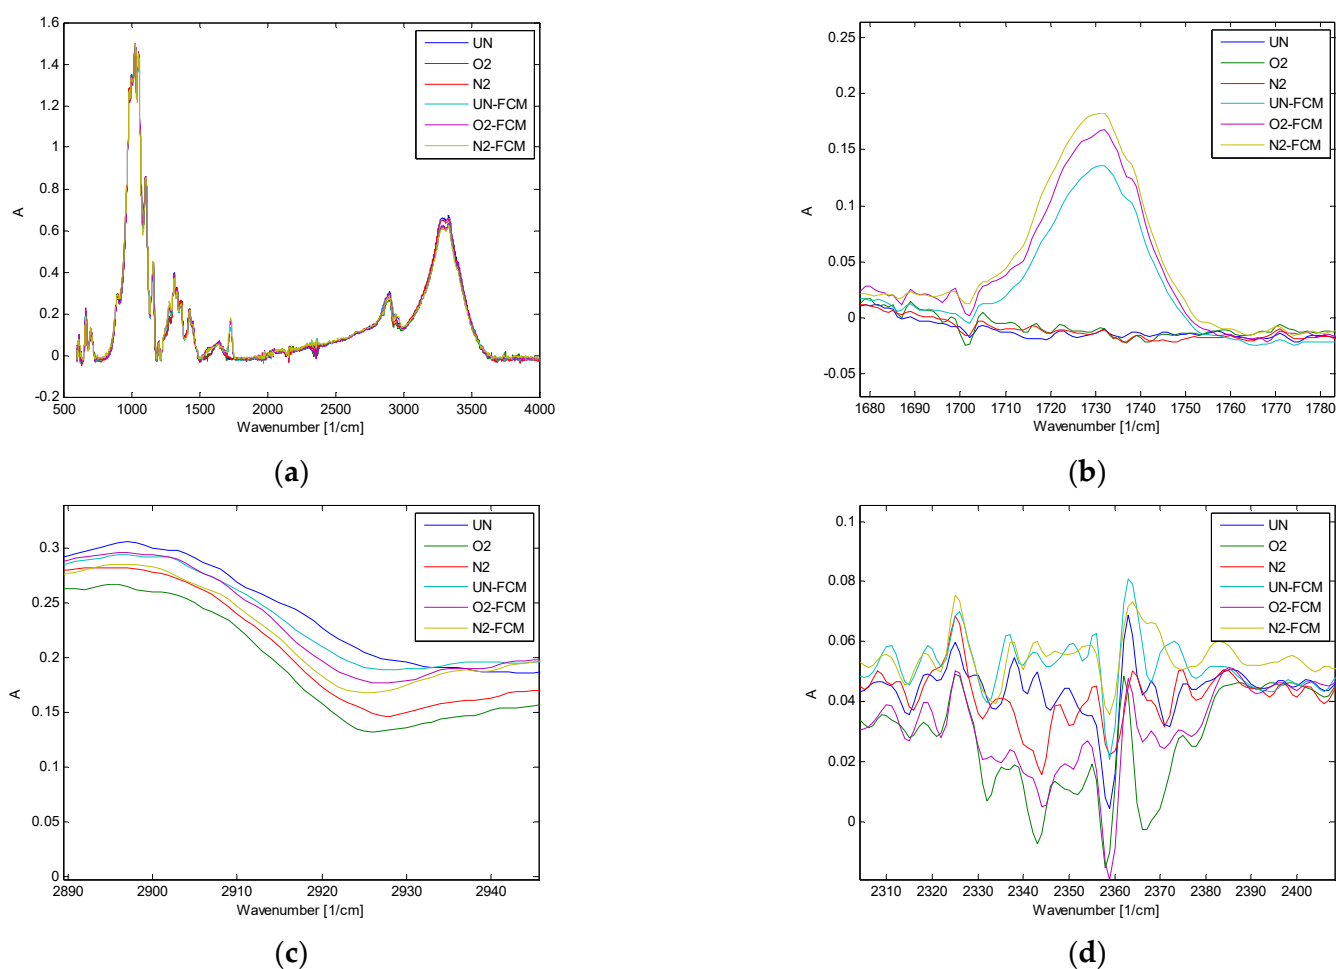 1.6
1.4
1.2
1
0.8
0.6
0.4
0.2
0
-0.2
A
500 1000 1500 2000 2500 3000 3500 4000
Wavenumber [1/cm]
UN
O2
N2
UN-FCM
O2-FCM
N2-FCM
(a)
0.25
0.2
0.15
0.1
0.05
0
-0.05
A
1680 1690 1700 1710 1720 1730 1740 1750 1760 1770 1780
Wavenumber [1/cm]
UN
O2
N2
UN-FCM
O2-FCM
N2-FCM
(b)
0.3
0.25
0.2
0.15
0.1
0.05
0
A
2890 2900 2910 2920 2930 2940
Wavenumber [1/cm]
UN
O2
N2
UN-FCM
O2-FCM
N2-FCM
(c)
0.1
0.08
0.06
0.04
0.02
0
A
2310 2320 2330 2340 2350 2360 2370 2380 2390 2400
Wavenumber [1/cm]
UN
O2
N2
UN-FCM
O2-FCM
N2-FCM
(d)